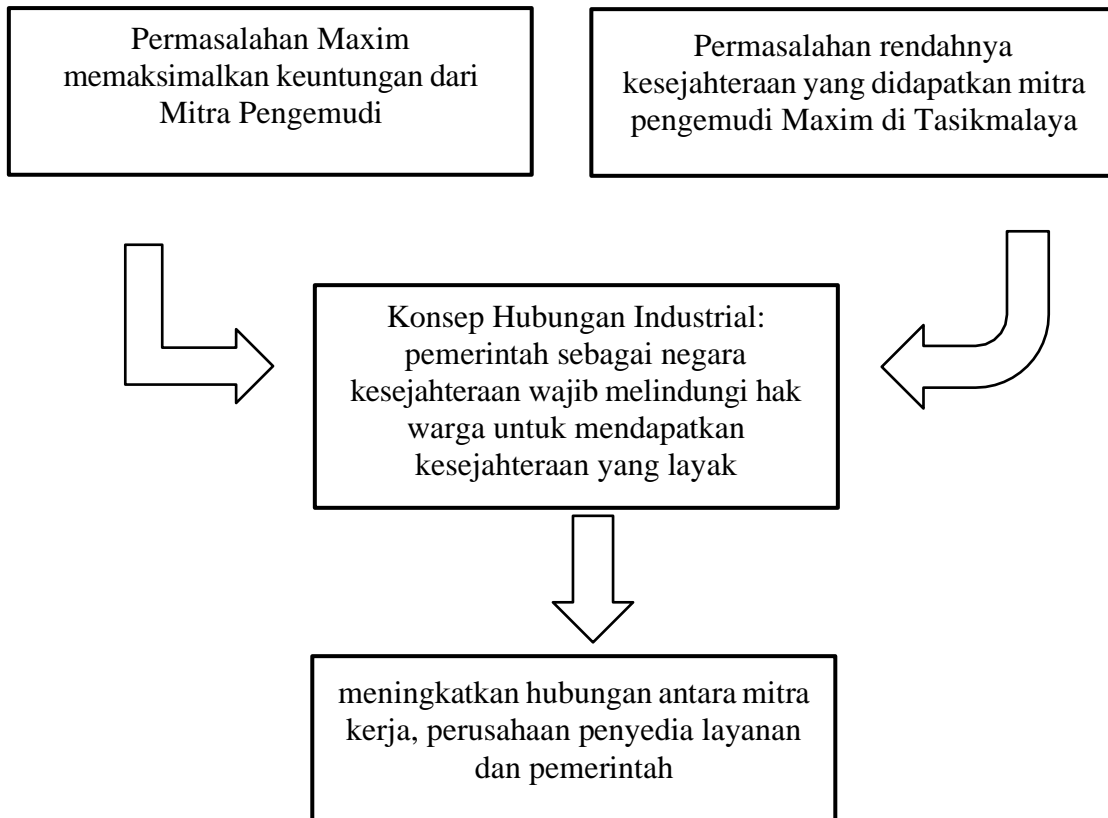 Permasalahan Maxim
memaksimalkan keuntungan dari
Mitra Pengemudi
Permasalahan rendahnya
kesejahteraan yang didapatkan mitra
pengemudi Maxim di Tasikmalaya
Konsep Hubungan Industrial:
pemerintah sebagai negara
kesejahteraan wajib melindungi hak
warga untuk mendapatkan
kesejahteraan yang layak
meningkatkan hubungan antara mitra
kerja, perusahaan penyedia layanan
dan pemerintah